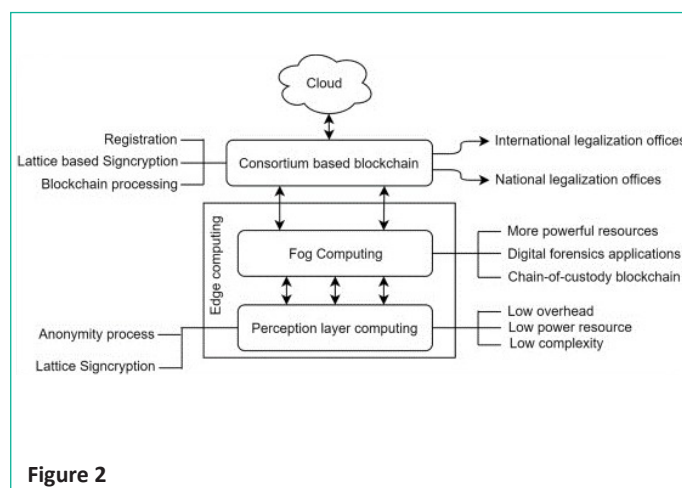 Cloud
Registration
Lattice based Signcryption
Blockchain processing
Consortium based blockchain
International legalization offices
National legalization offices
Edge computing
Fog Computing
More powerful resources
Digital forensics applications
Chain-of-custody blockchain
Anonymity process
Lattice Signcryption
Perception layer computing
Low overhead
Low power resource
Low complexity
Figure 2